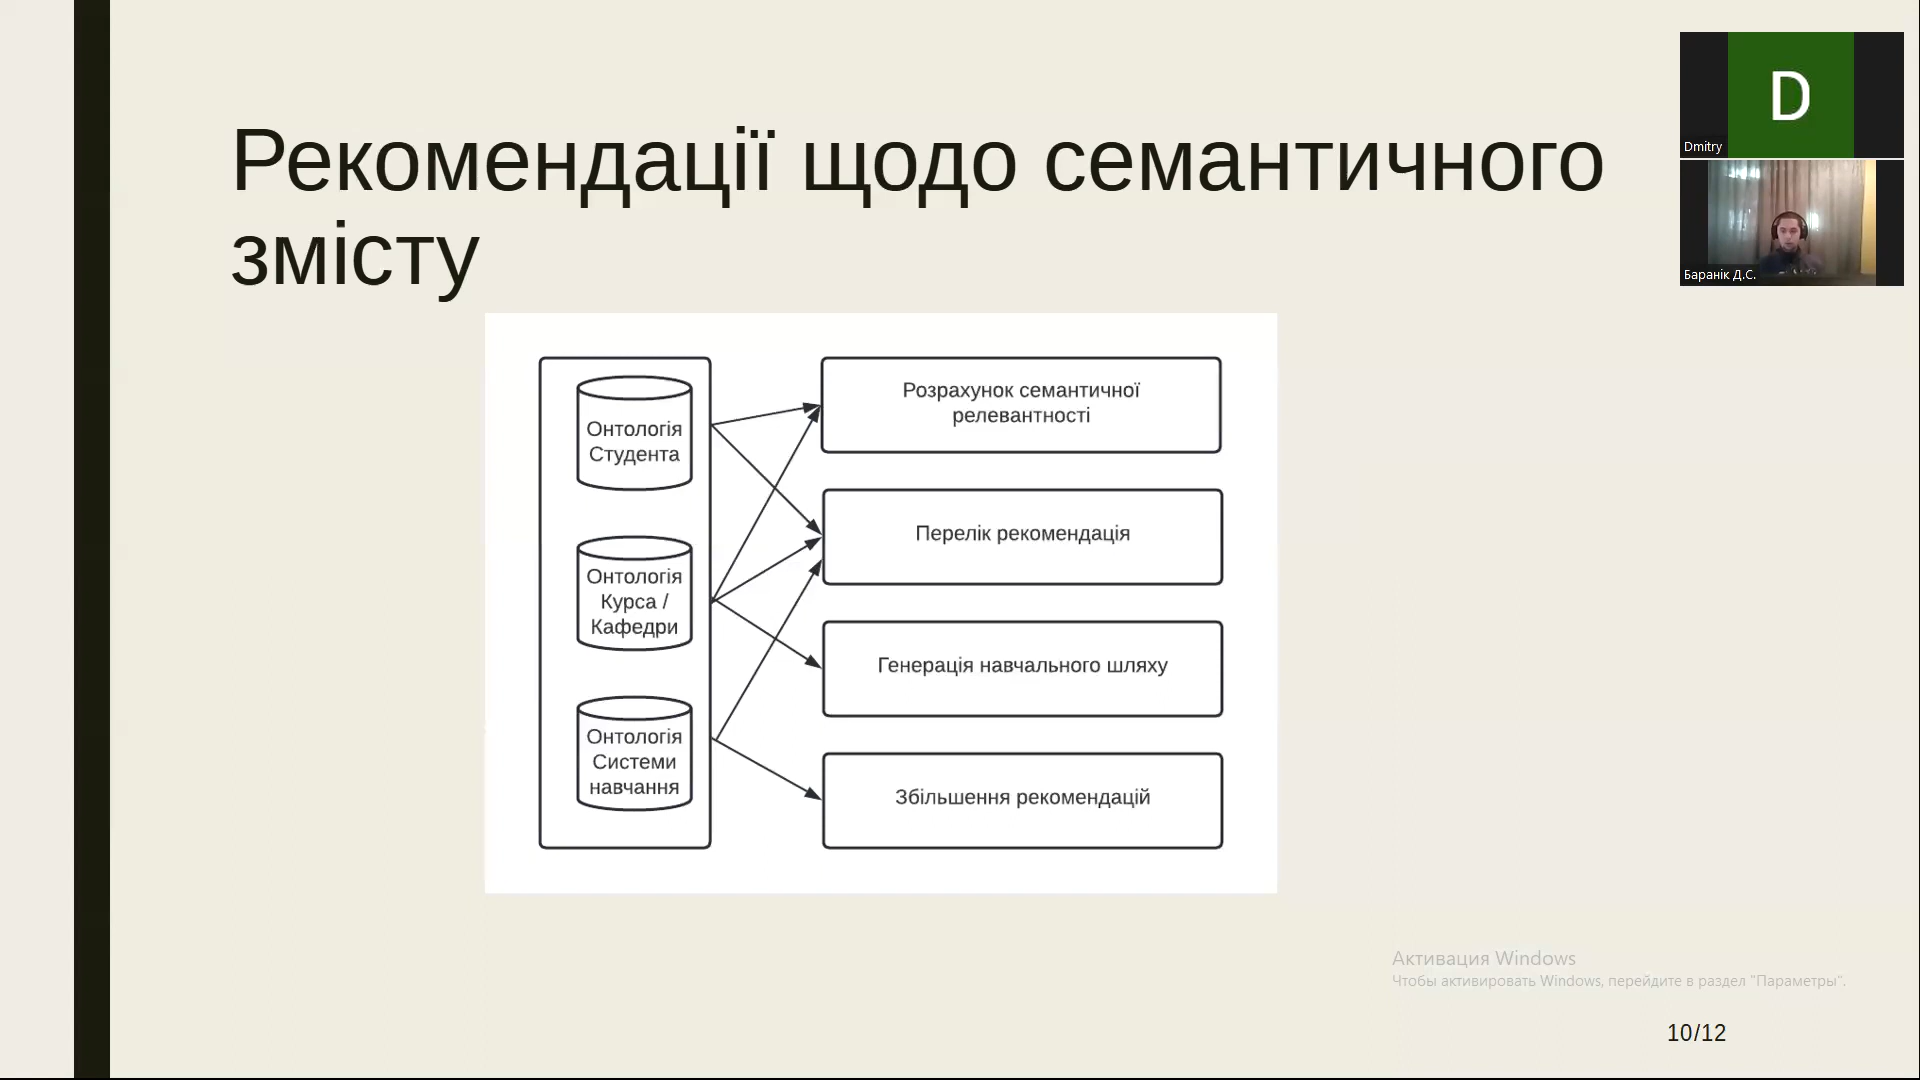 Рекомендації щодо семантичного
змісту
D
Dmitry
Баранік Д.С.
Онтологія
Студента
Онтологія
Курса /
Кафедри
Онтологія
Системи
навчання
Розрахунок семантичної
релевантності
Перелік рекомендація
Генерація навчального шляху
Збільшення рекомендацій
Активация Windows
Чтобы активировать Windows, перейдите в раздел "Параметры".
10/12